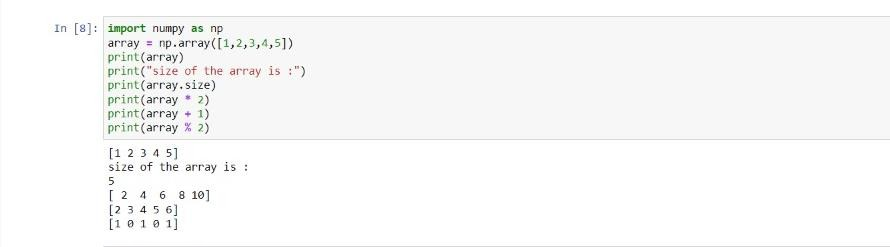 In [8]: import numpy as np
array = np.array([1,2,3,4,5])
print(array)
print("size of the array is :")
print(array.size)
print(array * 2)
print(array + 1)
print(array % 2)
[1 2 3 4 5]
size of the array is :
5
[ 2  4  6  8 10]
[2 3 4 5 6]
[1 0 1 0 1]